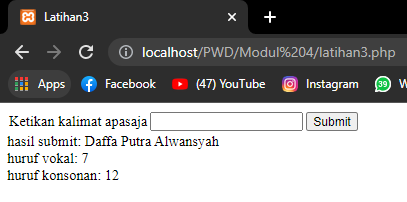 Latihan3
localhost/PWD/Modul%204/latihan3.php
Apps Facebook (47) YouTube Instagram 39 W
Ketikan kalimat apasaja Submit
hasil submit: Daffa Putra Alwansyah
huruf vokal: 7
huruf konsonan: 12